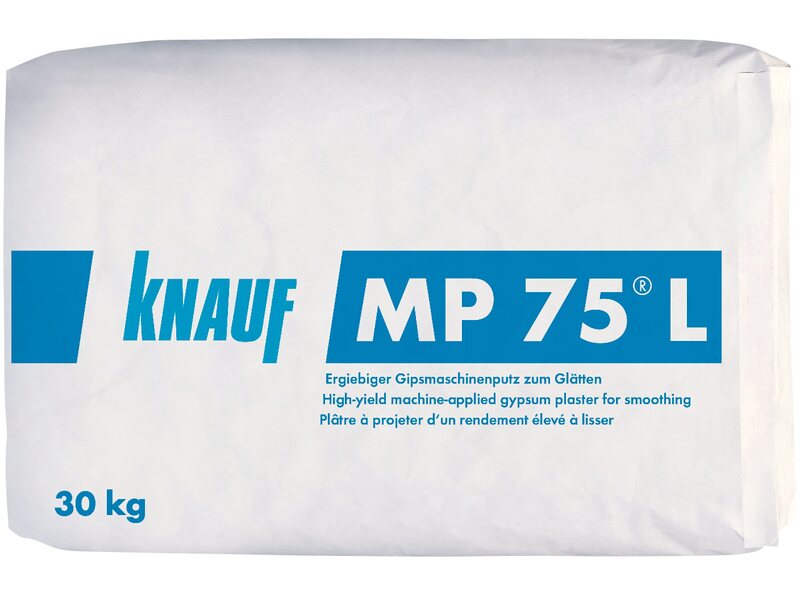 KNAUF
MP 75® L
Ergiebiger Gipsmaschinenputz zum Glätten
High-yield machine-applied gypsum plaster for smoothing
Plâtre à projeter d‘un rendement élevé à lisser
30 kg